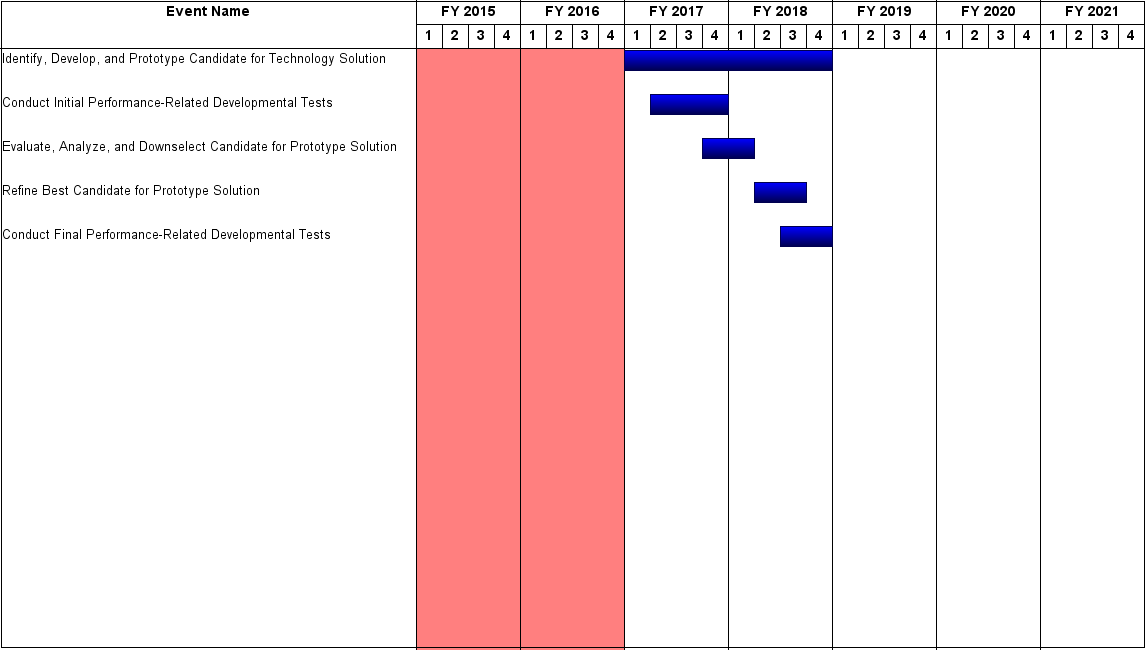 Event Name FY 2015 FY 2016 FY 2017 FY 2018 FY 2019 FY 2020 FY 2021
1 2 3 4 1 2 3 4 1 2 3 4 1 2 3 4 1 2 3 4 1 2 3 4 1 2 3 4
Identify, Develop, and Prototype Candidate for Technology Solution
Conduct Initial Performance-Related Developmental Tests
Evaluate, Analyze, and Downselect Candidate for Prototype Solution
Refine Best Candidate for Prototype Solution
Conduct Final Performance-Related Developmental Tests